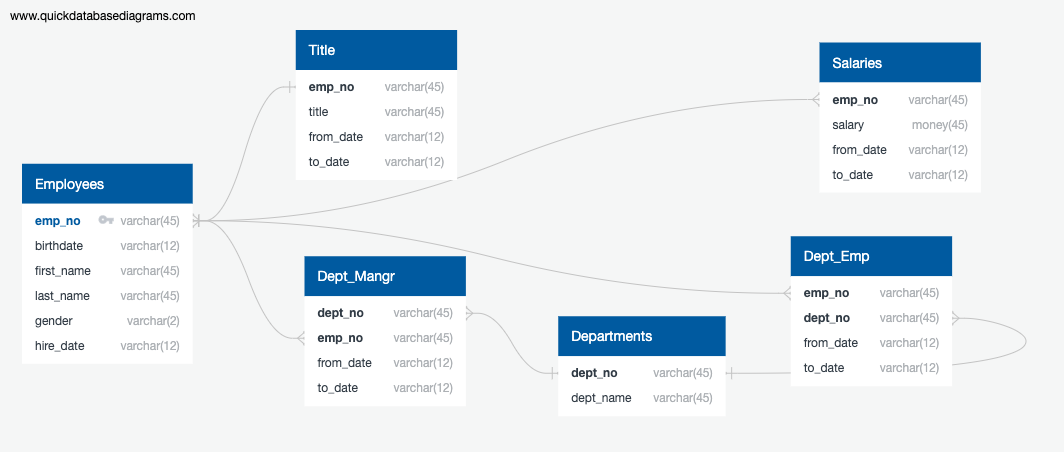 www.quickdatabasediagrams.com
Title
emp_no varchar(45)
title varchar(45)
from_date varchar(12)
to_date varchar(12)
Salaries
emp_no varchar(45)
salary money(45)
from_date varchar(12)
to_date varchar(12)
Employees
emp_no varchar(45)
birthdate varchar(12)
first_name varchar(45)
last_name varchar(45)
gender varchar(2)
hire_date varchar(12)
Dept_Mangr
dept_no varchar(45)
emp_no varchar(45)
from_date varchar(12)
to_date varchar(12)
Departments
dept_no varchar(45)
dept_name varchar(45)
Dept_Emp
emp_no varchar(45)
dept_no varchar(45)
from_date varchar(12)
to_date varchar(12)